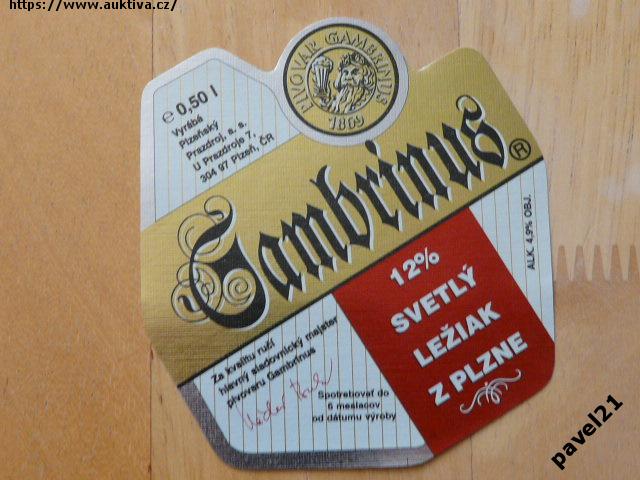 https://www.auktiva.cz/
PIVOVAR GAMBRINUS
1869
℮ 0,50 l
Vyrába
Plzeňský
Prazdroj, a. s.
U Prazdroje 7,
304 97 Plzeň, ČR
Gambrinus®
ALK. 4,9% OBJ.
12%
SVETLÝ
LEŽIAK
Z PLZNE
Za kvalitu ručí
hlavný sladovnický majster
pivovaru Gambrinus
Spotrebovať do
6 mesiacov
od dátumu výroby
pavel21